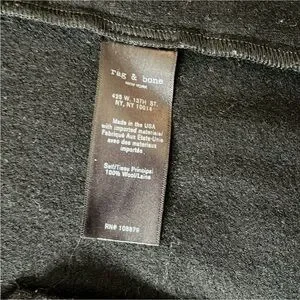 rag & bone
NEW YORK
425 W. 13TH ST.
NY, NY 10014
Made in the USA
with imported materials/
Fabriqué Aux Etats-Unis
avec des matériels
importés
Self/Tissu Principal
100% Wool/Laine
RN# 108879